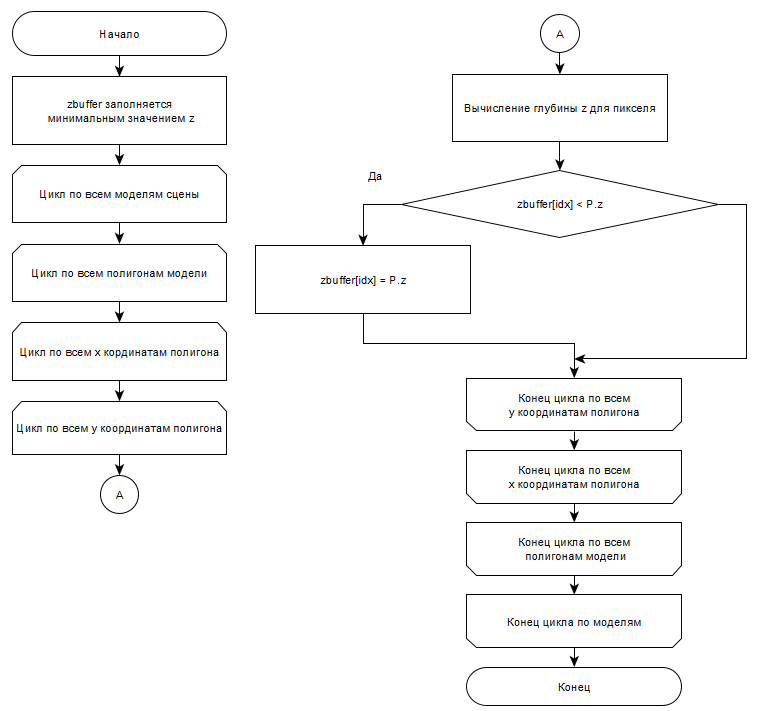 Начало
zbuffer заполняется
минимальным значением z
Цикл по всем моделям сцены
Цикл по всем полигонам модели
Цикл по всем x кординатам полигона
Цикл по всем y координатам полигона
A
A
Вычисление глубины z для пикселя
Да
zbuffer[idx] < P.z
zbuffer[idx] = P.z
Конец цикла по всем
y координатам полигона
Конец цикла по всем
x координатам полигона
Конец цикла по всем
полигонам модели
Конец цикла по моделям
Конец